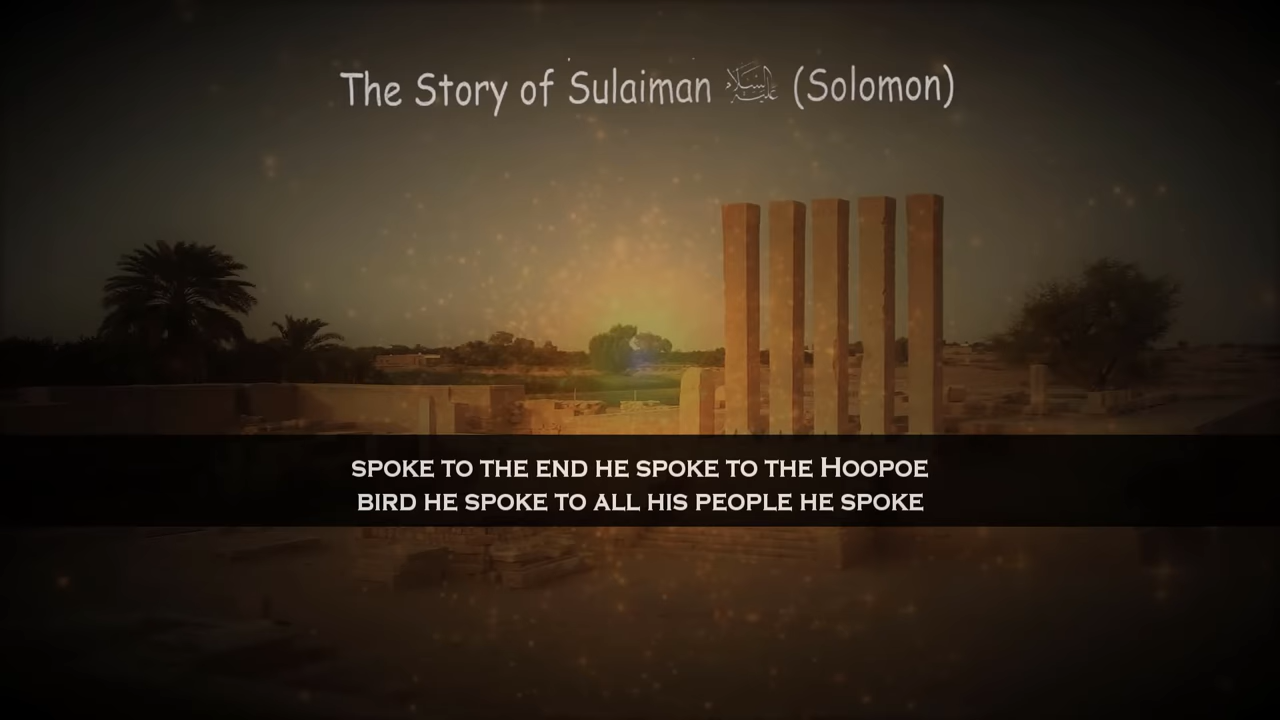 The Story of Sulaiman عليه السلام (Solomon)
SPOKE TO THE END HE SPOKE TO THE HOOPOE
BIRD HE SPOKE TO ALL HIS PEOPLE HE SPOKE